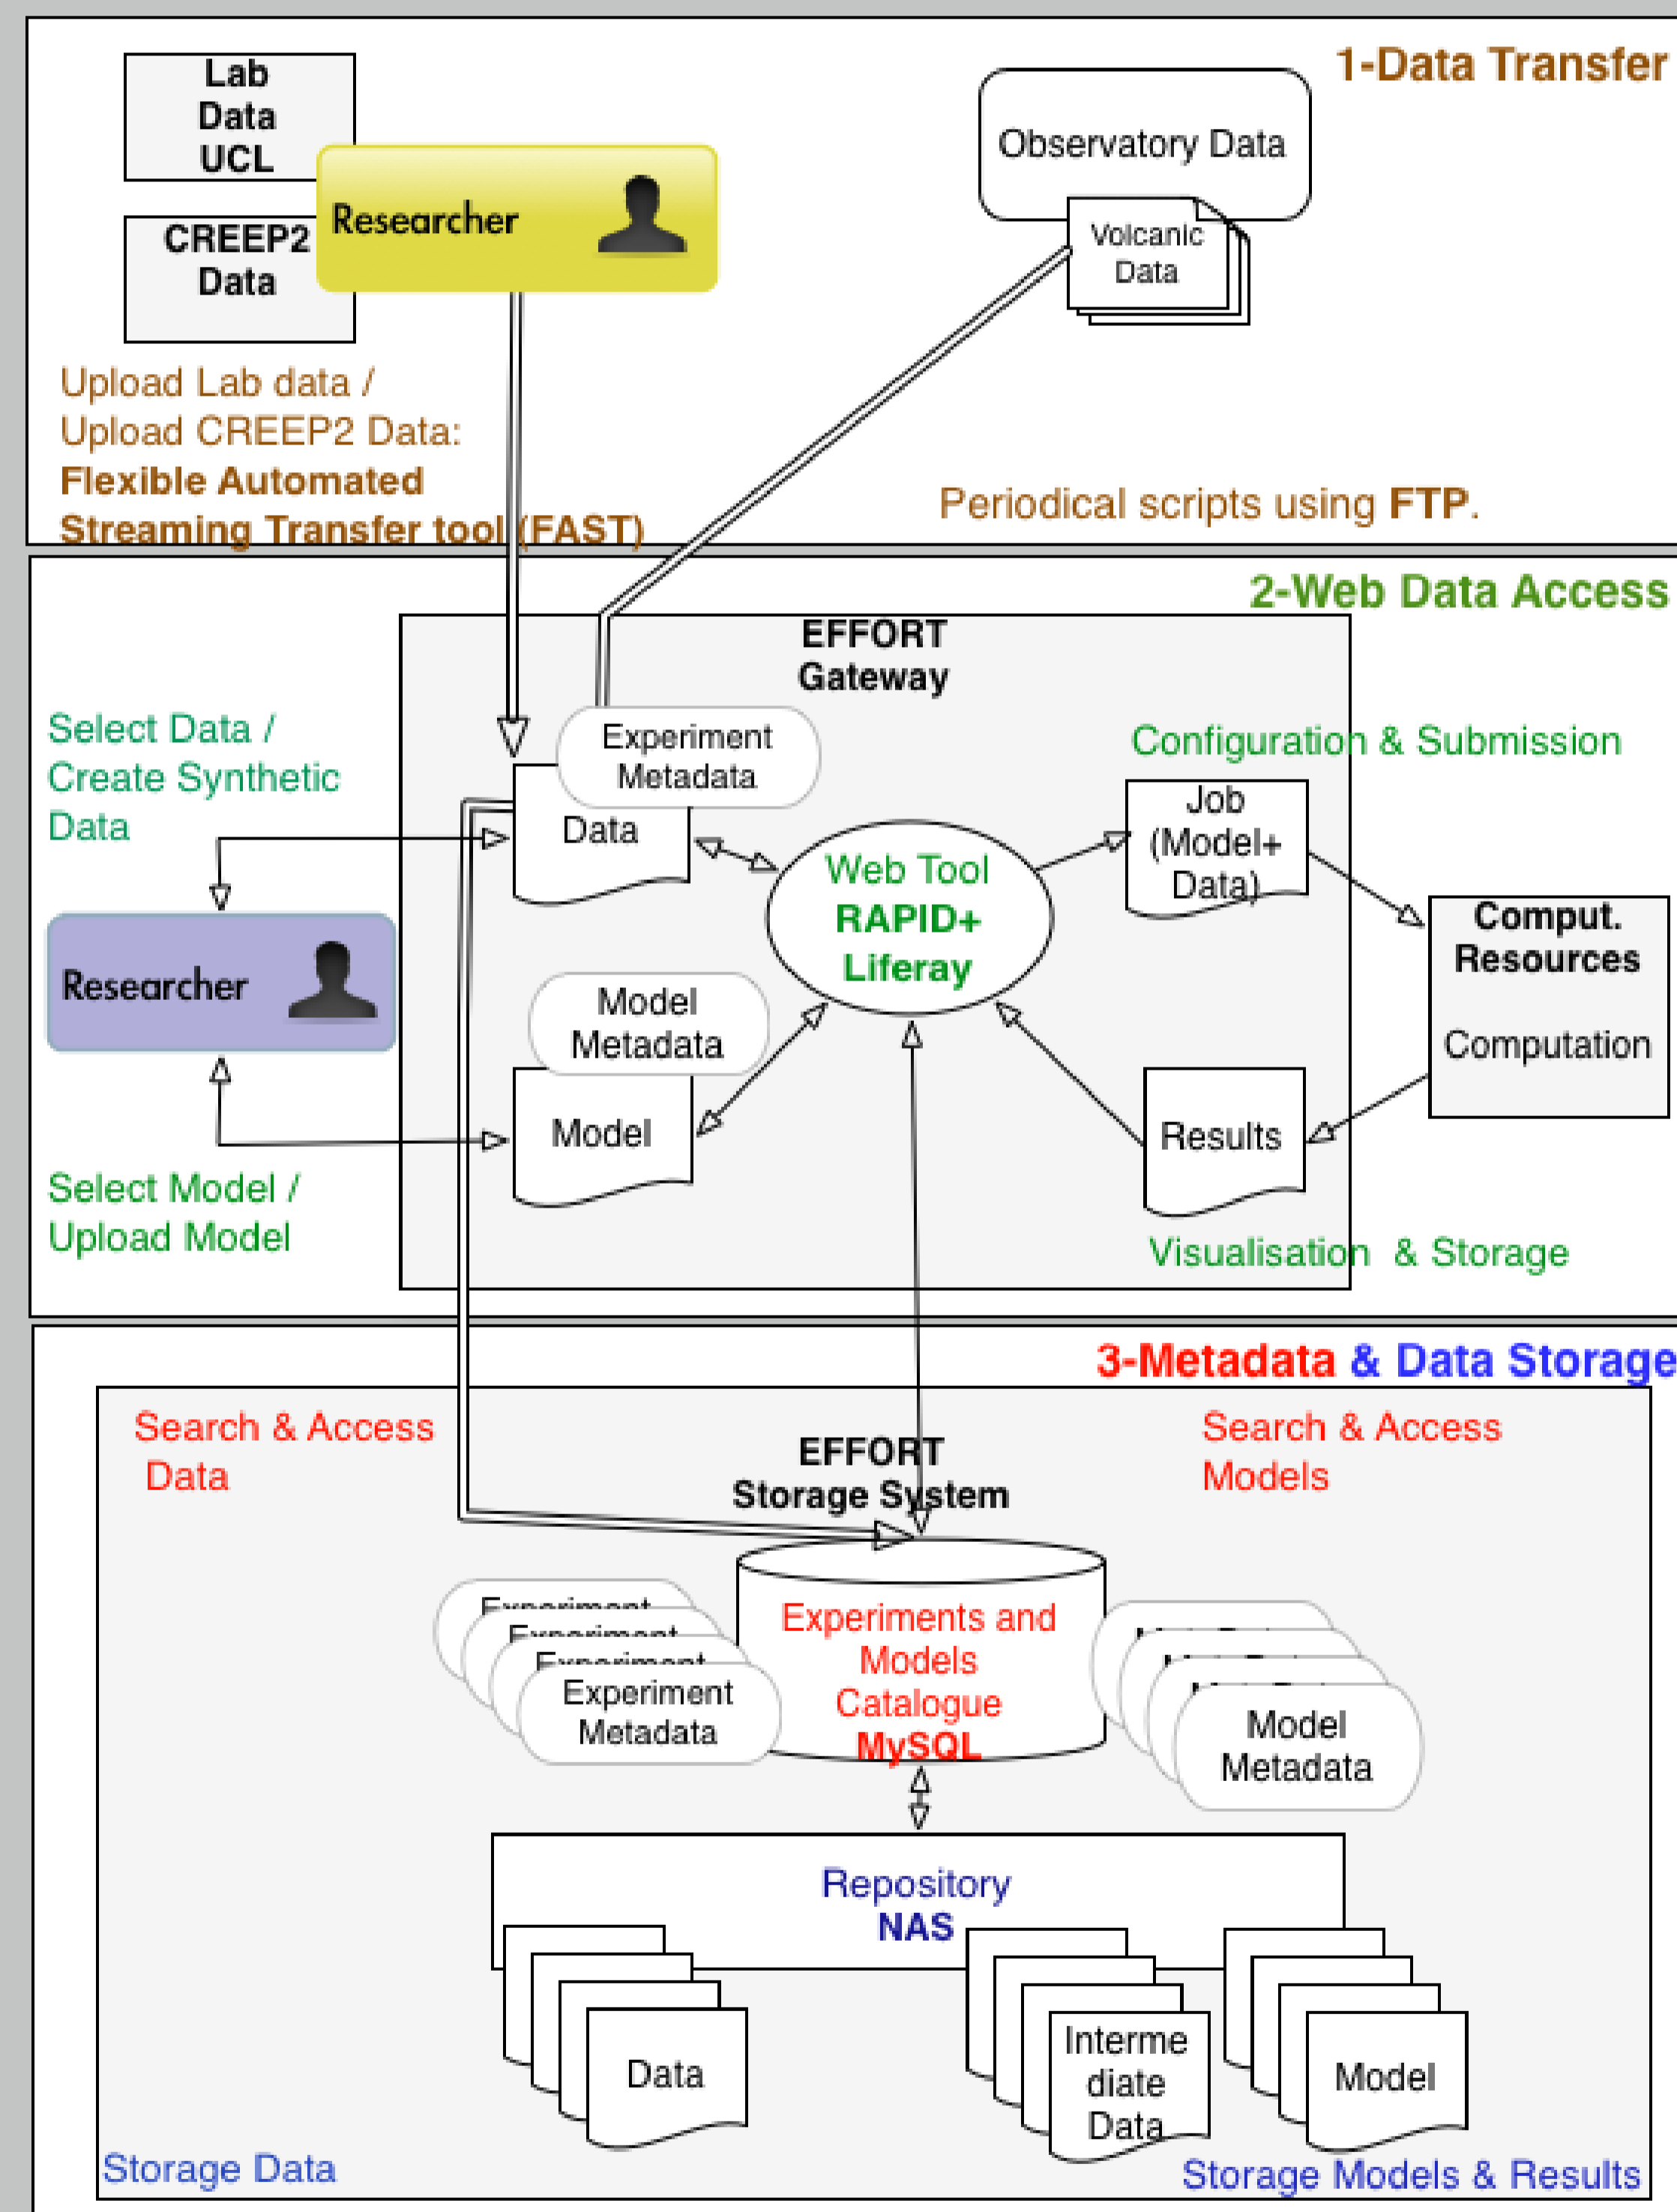 1-Data Transfer
Lab
Data
UCL
Researcher
CREEP2
Data
Observatory Data
Volcanic
Data
Upload Lab data /
Upload CREEP2 Data:
Flexible Automated
Streaming Transfer tool (FAST)
Periodical scripts using FTP.
2-Web Data Access
EFFORT
Gateway
Select Data /
Create Synthetic
Data
Experiment
Metadata
Data
Configuration & Submission
Job
(Model+
Data)
Web Tool
RAPID+
Liferay
Comput.
Resources
Computation
Researcher
Model
Metadata
Model
Results
Select Model /
Upload Model
Visualisation & Storage
3-Metadata & Data Storage
Search & Access
Data
Search & Access
Models
EFFORT
Storage System
Experiment
Experiment
Experiment
Experiment
Metadata
Experiments and
Models
Catalogue
MySQL
Model
Metadata
Repository
NAS
Data
Interme
diate
Data
Model
Storage Data
Storage Models & Results